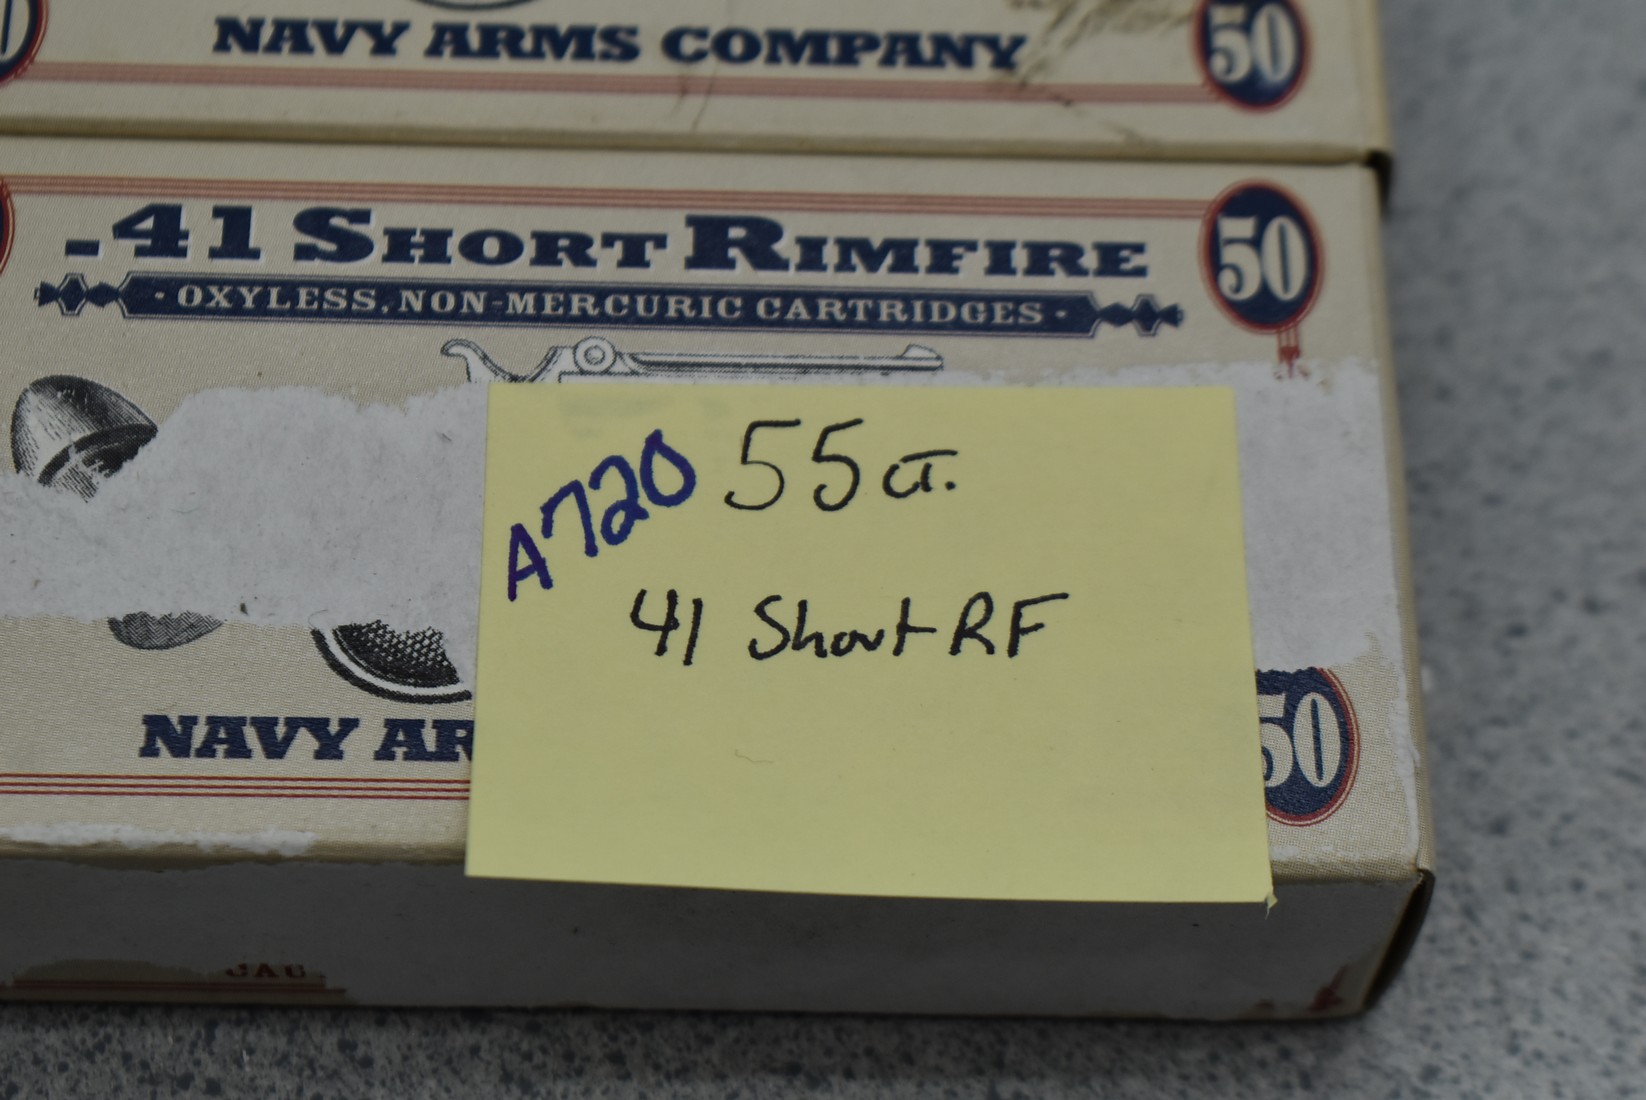 NAVY ARMS COMPANY
50
.41 SHORT RIMFIRE
50
· OXYLESS, NON-MERCURIC CARTRIDGES ·
A720
55 CT.
41 Short RF
NAVY AR
50
CAU